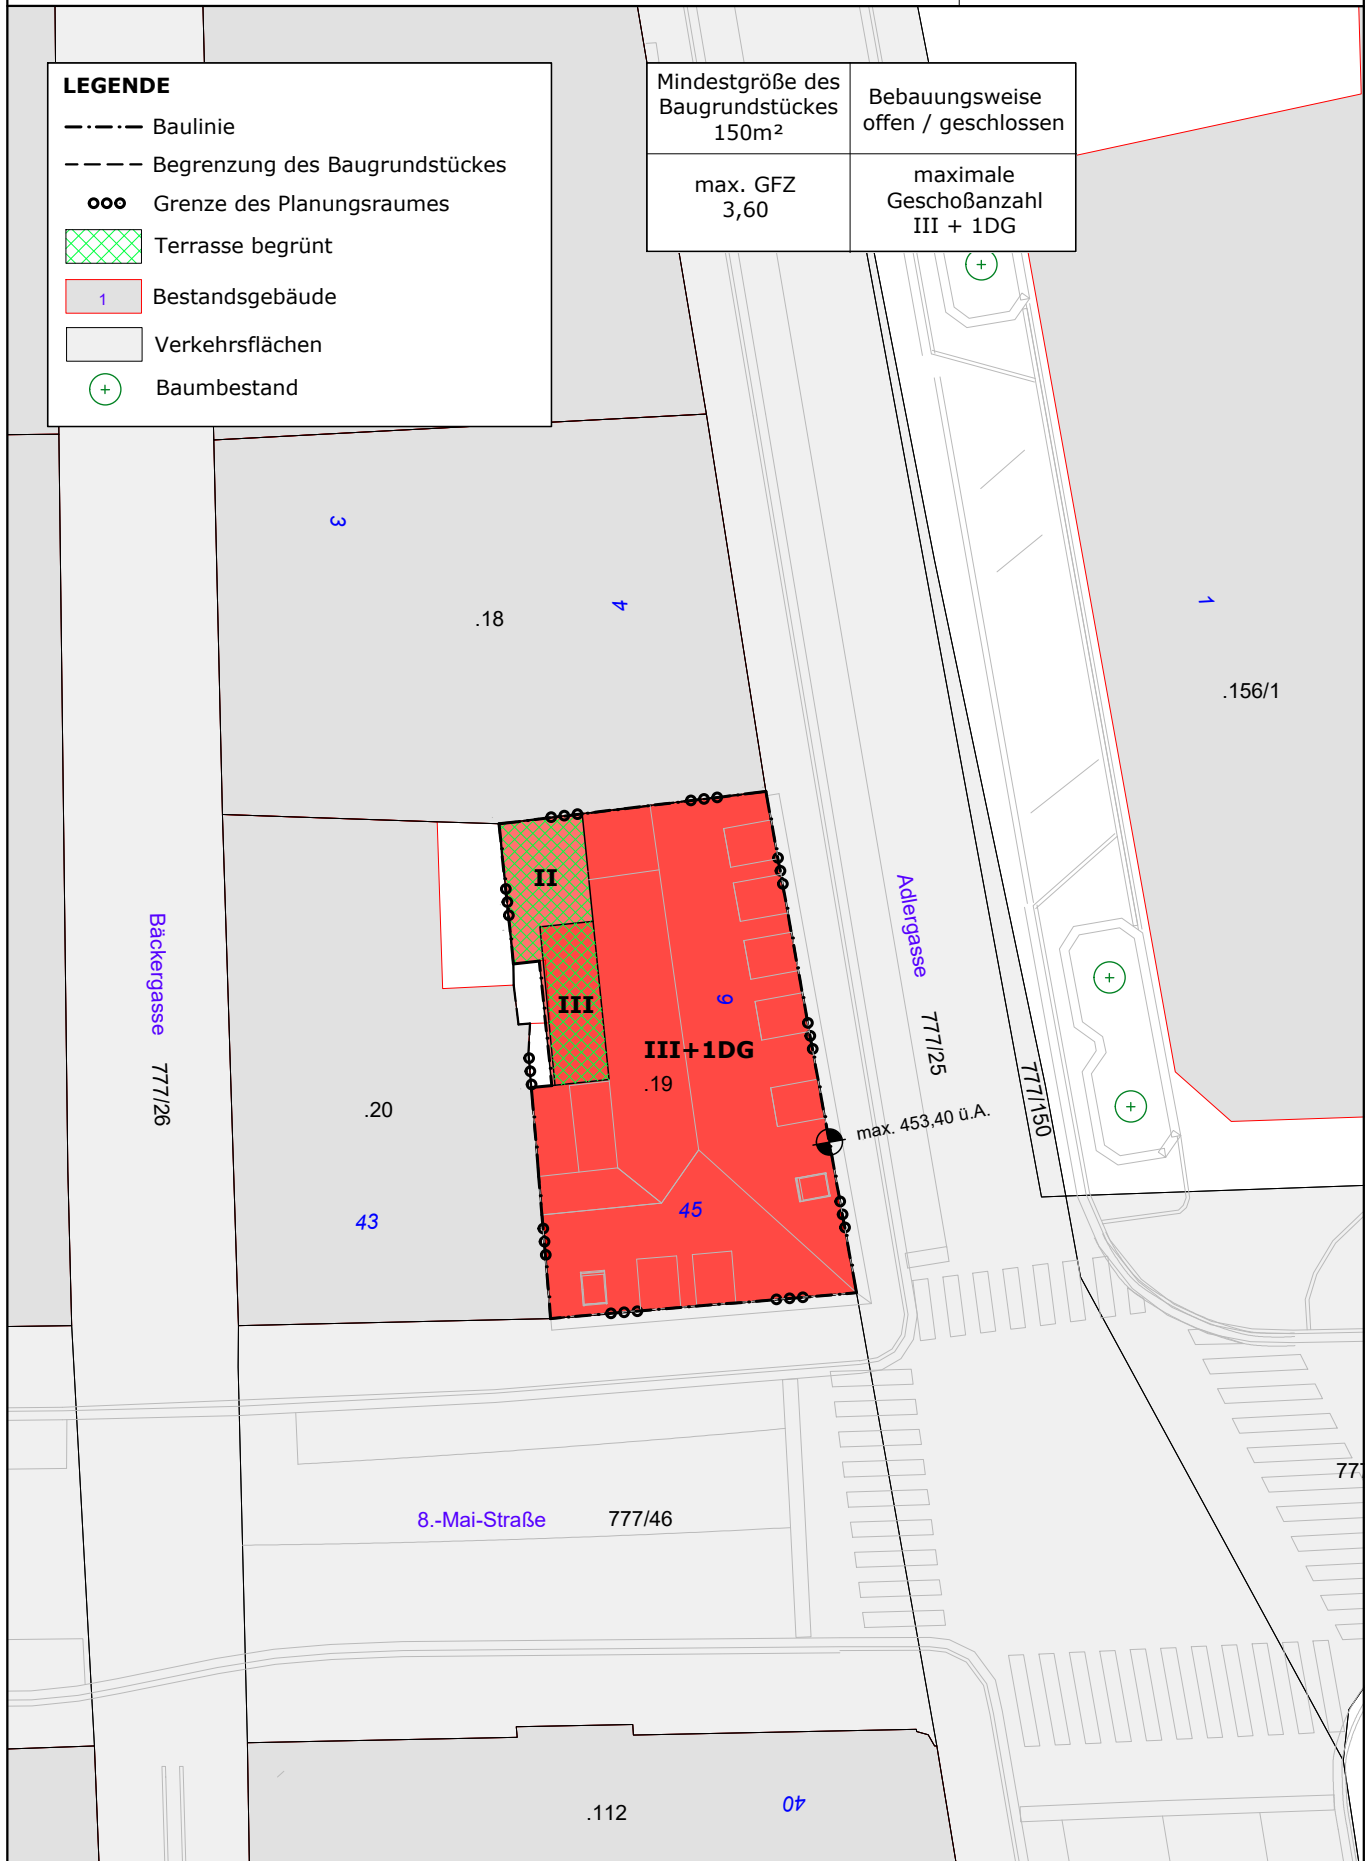 LEGENDE
Baulinie
Begrenzung des Baugrundstückes
Grenze des Planungsraumes
Terrasse begrünt
1
Bestandsgebäude
Verkehrsflächen
Baumbestand
Mindestgröße des
Baugrundstückes
150m²
Bebauungsweise
offen / geschlossen
max. GFZ
3,60
maximale
Geschoßanzahl
III + 1DG
3
4
.18
1
.156/1
II
III
6
III+1DG
.19
Adlergasse
777/25
777/150
max. 453,40 ü.A.
Bäckergasse
777/26
.20
43
45
8.-Mai-Straße
777/46
77
.112
40